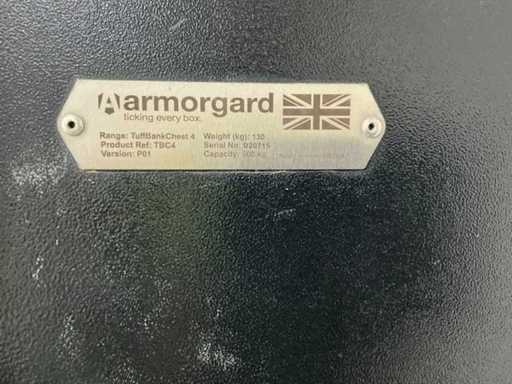 armorgard
ticking every box.
Range: TuffBankChest 4 Weight (kg): 130
Product Ref: TBC4 Serial No: 020715
Version: P01 Capacity: 500 kg